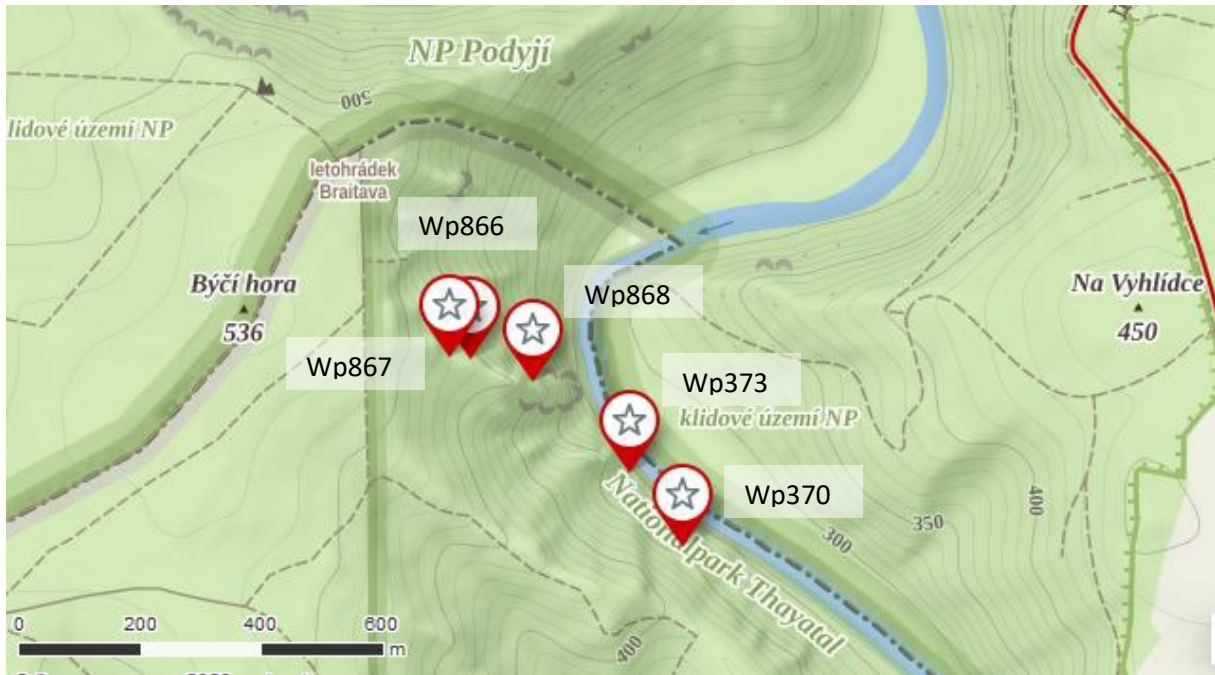 NP Podyjí
500
lidové území NP
letohrádek
Braitava
Wp866
Býčí hora
536
Wp868
Na Vyhlídce
450
Wp867
Wp373
klidové území NP
Wp370
Nationalpark Thayatal
400
350
300
400
0 200 400 600
m